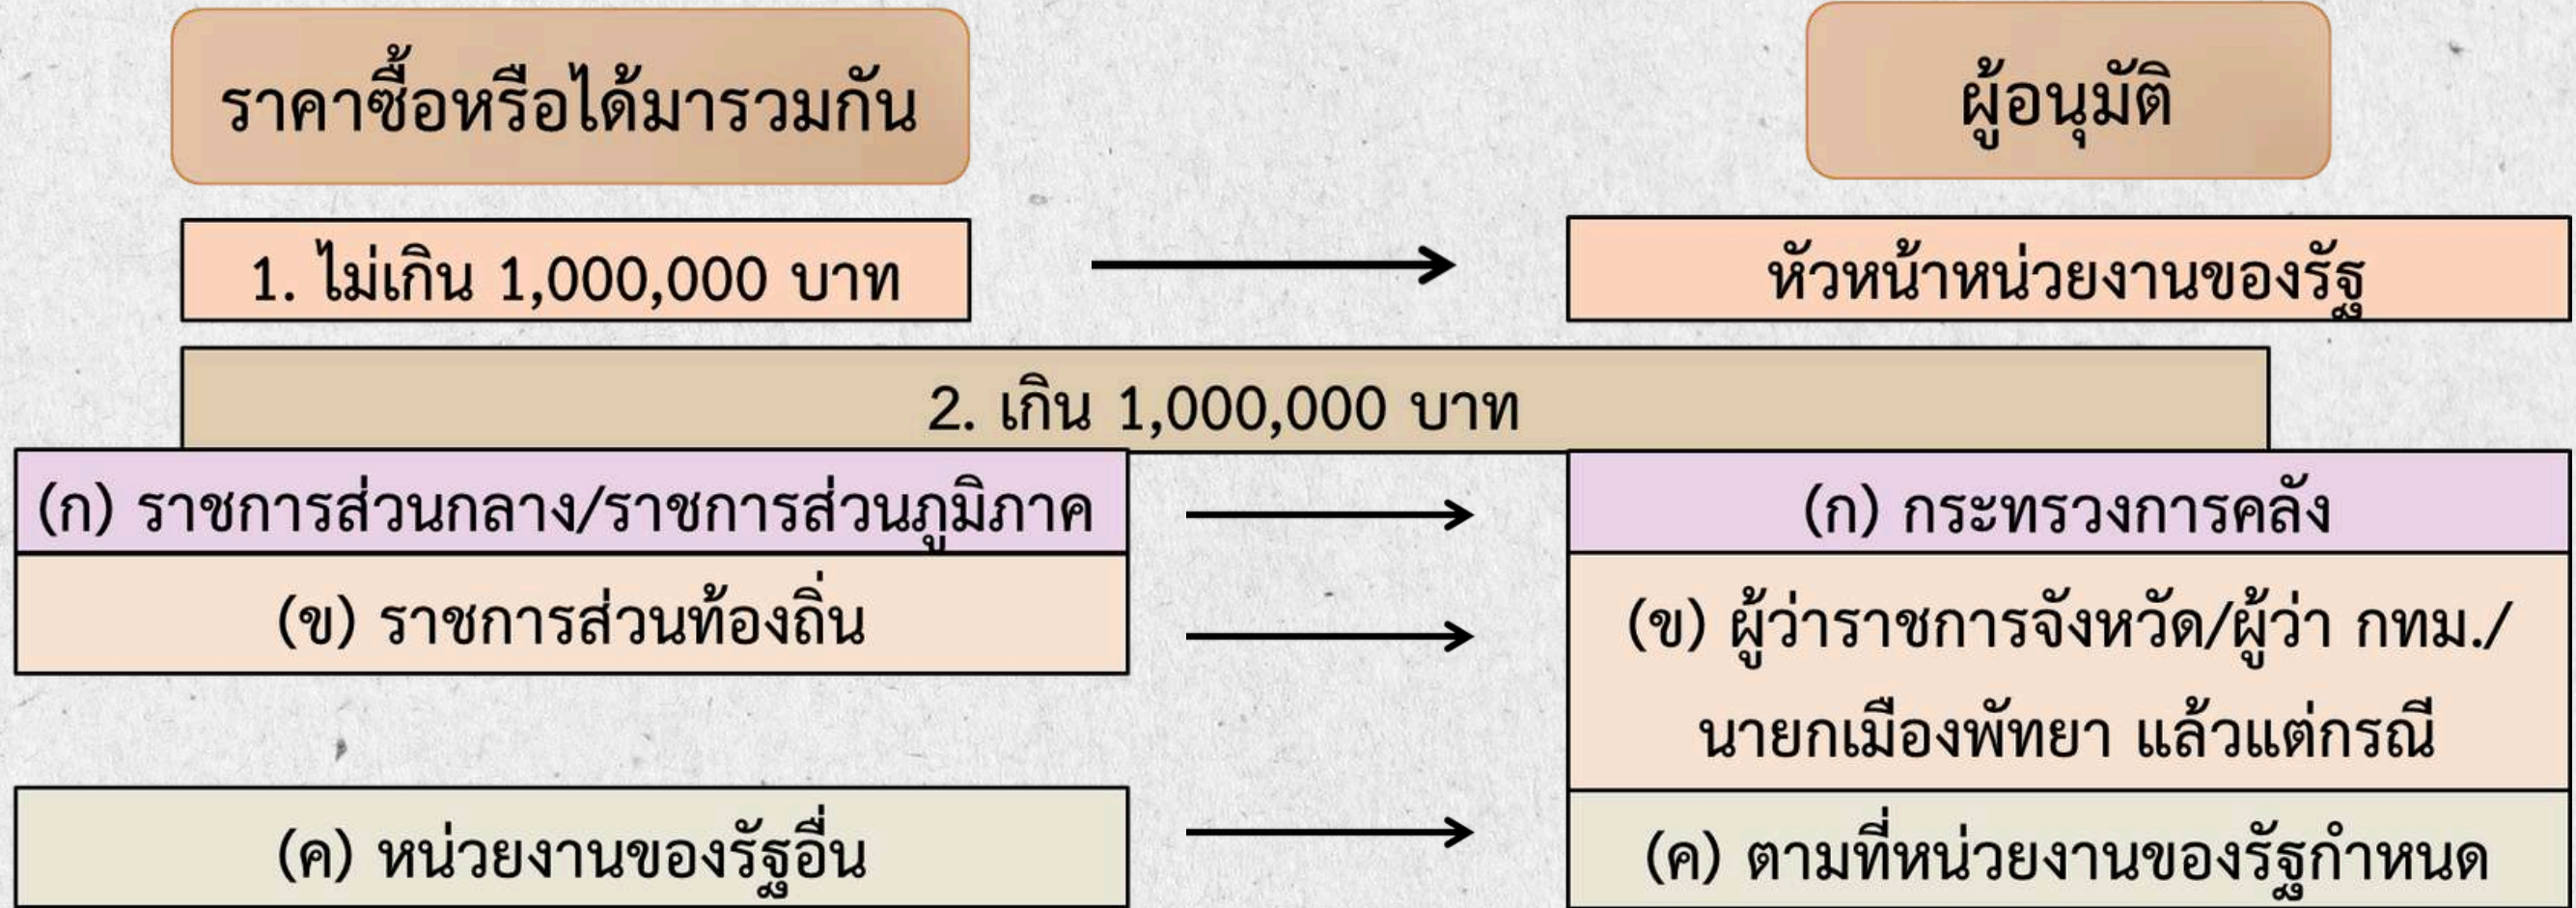 ราคาซื้อหรือได้มารวมกัน
ผู้อนุมัติ
1. ไม่เกิน 1,000,000 บาท
หัวหน้าหน่วยงานของรัฐ
2. เกิน 1,000,000 บาท
(ก) ราชการส่วนกลาง/ราชการส่วนภูมิภาค
(ก) กระทรวงการคลัง
(ข) ราชการส่วนท้องถิ่น
(ข) ผู้ว่าราชการจังหวัด/ผู้ว่า กทม./
นายกเมืองพัทยา แล้วแต่กรณี
(ค) หน่วยงานของรัฐอื่น
(ค) ตามที่หน่วยงานของรัฐกำหนด